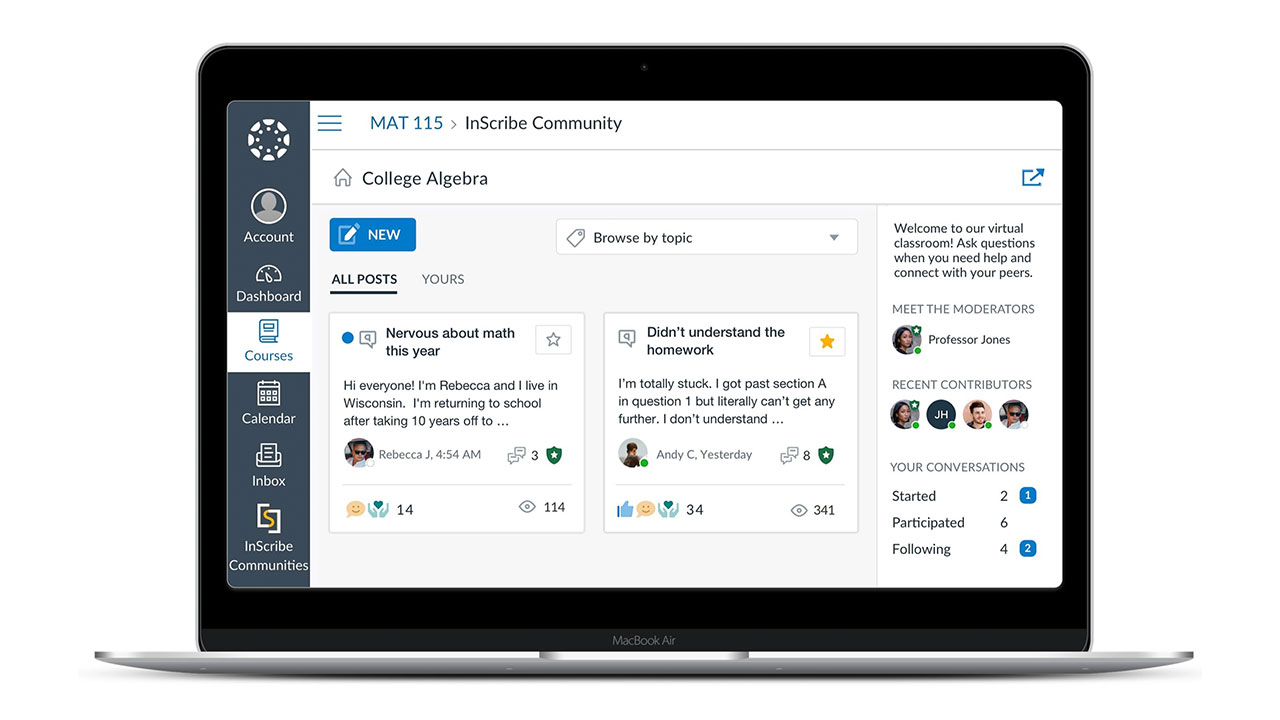 MAT 115 > InScribe Community
College Algebra
Account
Dashboard
Courses
Calendar
Inbox
InScribe
Communities
NEW
Browse by topic
ALL POSTS YOURS
Nervous about math
this year
Hi everyone! I'm Rebecca and I live in
Wisconsin. I'm returning to school
after taking 10 years off to ...
Rebecca J, 4:54 AM 3
14 114
Didn't understand the
homework
I'm totally stuck. I got past section A
in question 1 but literally can't get any
further. I don't understand ...
Andy C, Yesterday 8
34 341
Welcome to our virtual
classroom! Ask questions
when you need help and
connect with your peers.
MEET THE MODERATORS
Professor Jones
RECENT CONTRIBUTORS
JH
YOUR CONVERSATIONS
Started 2 1
Participated 6
Following 4 2
MacBook Air